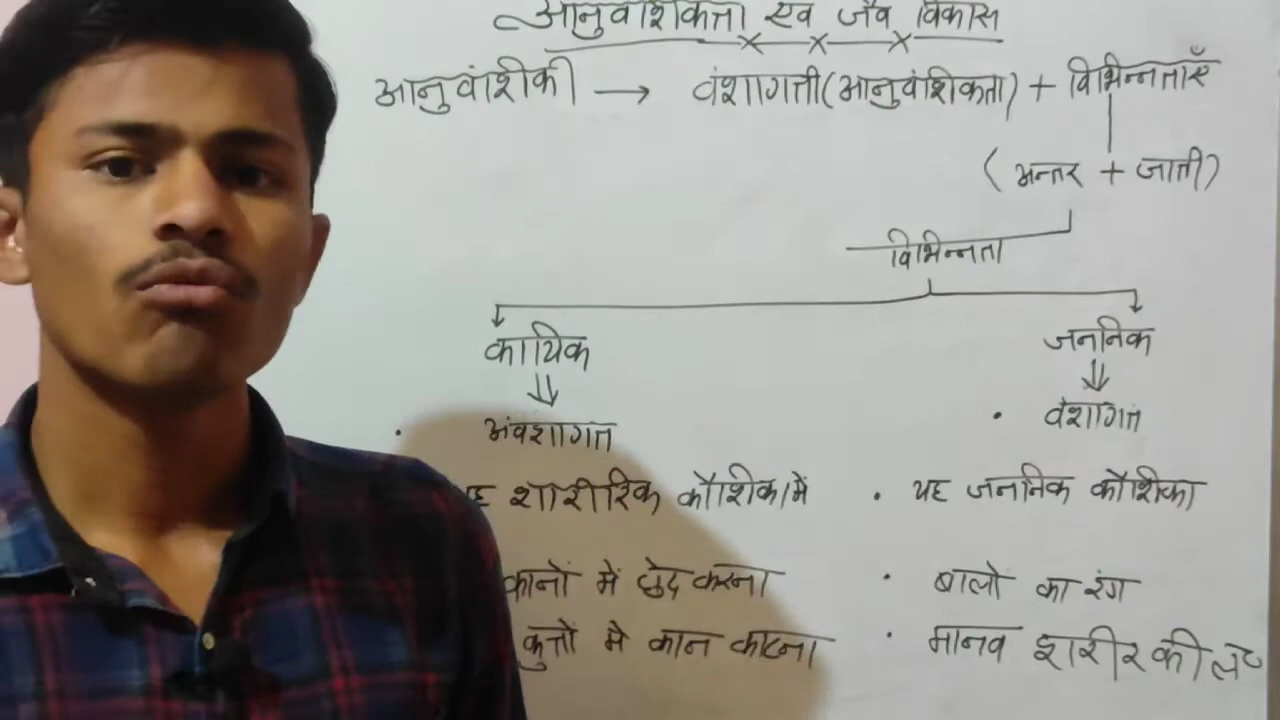 आनुवांशिकता एवं जैव विकास
आनुवांशीकी → वंशागती(आनुवांशिकता) + विभिन्नताएँ
(अन्तर + जाती)
विभिन्नता
कायिक
जननिक
अवंशागत
• वंशागत
यह शारीरिक कौशिका में
• यह जननिक कौशिका
कानों में छेद करना
• बालो का रंग
कुत्तों मे कान काटना
• मानव शरीर की